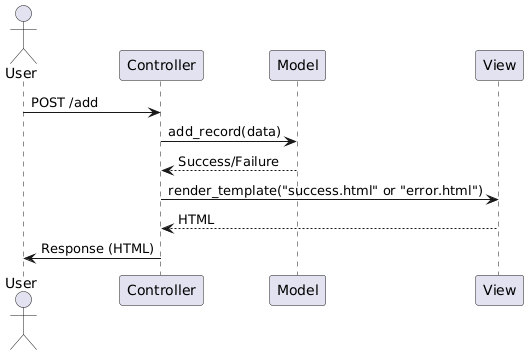 User
Controller
Model
View
POST /add
add_record(data)
Success/Failure
render_template("success.html" or "error.html")
HTML
Response (HTML)
User
Controller
Model
View